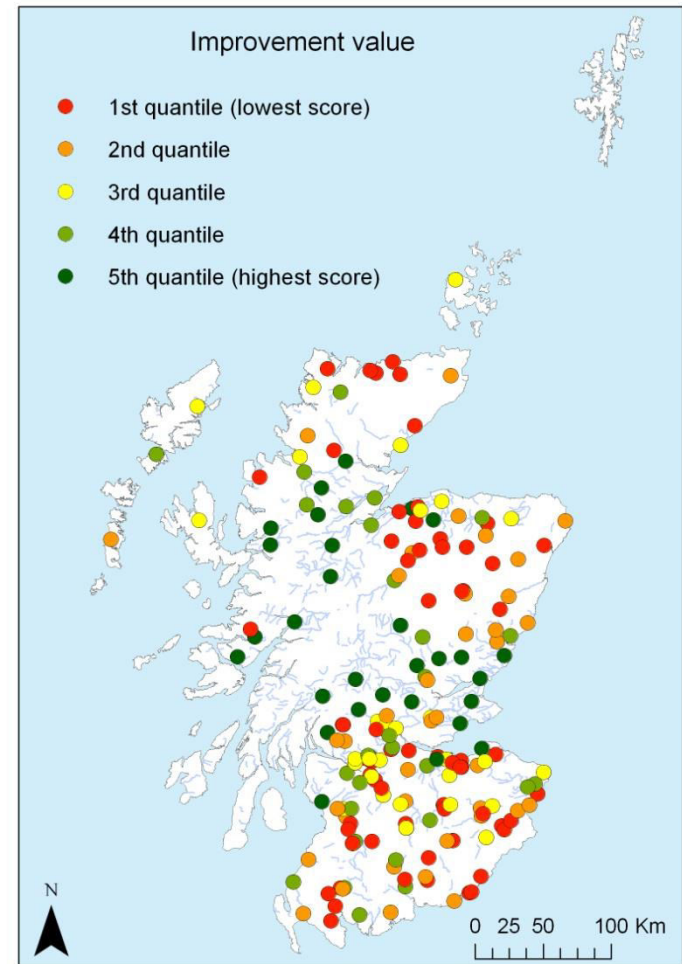 Improvement value
1st quantile (lowest score)
2nd quantile
3rd quantile
4th quantile
5th quantile (highest score)
N
0 25 50 100 Km